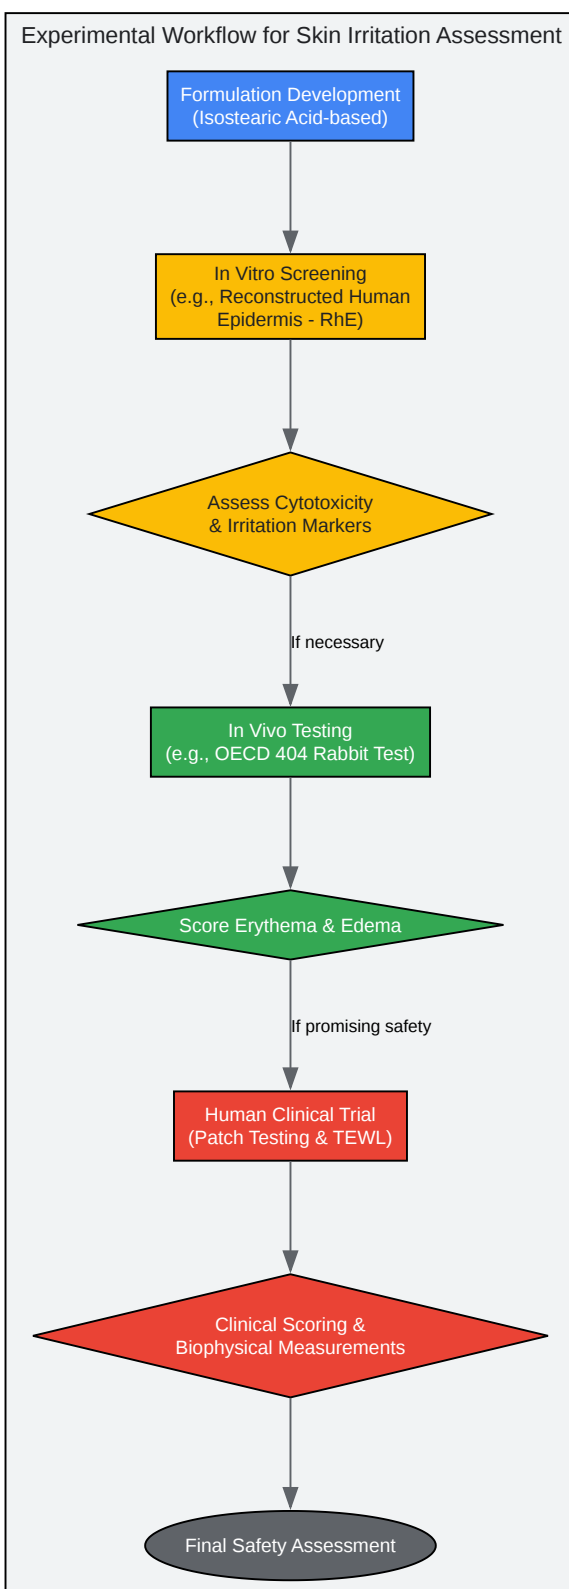 Experimental Workflow for Skin Irritation Assessment
Formulation Development
(Isostearic Acid-based)
In Vitro Screening
(e.g., Reconstructed Human
Epidermis - RhE)
Assess Cytotoxicity
& Irritation Markers
If necessary
In Vivo Testing
(e.g., OECD 404 Rabbit Test)
Score Erythema & Edema
If promising safety
Human Clinical Trial
(Patch Testing & TEWL)
Clinical Scoring &
Biophysical Measurements
Final Safety Assessment